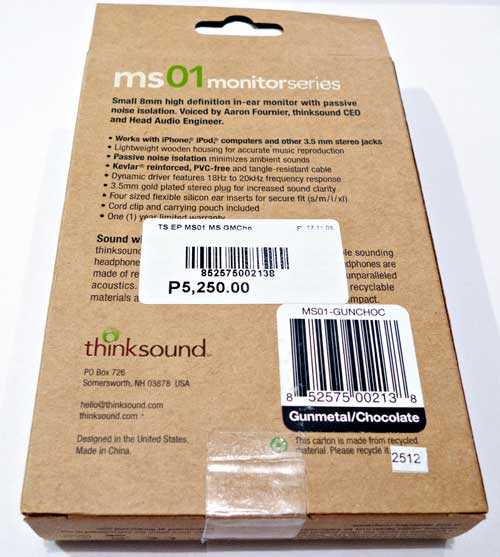 ms01monitorseries
Small 8mm high definition in-ear monitor with passive
noise isolation. Voiced by Aaron Fournier, thinksound CEO
and Head Audio Engineer.
• Works with iPhone,® iPod,® computers and other 3.5 mm stereo jacks
• Lightweight wooden housing for accurate music reproduction
• Passive noise isolation minimizes ambient sounds
• Kevlar® reinforced, PVC-free and tangle-resistant cable
• Dynamic driver features 18Hz to 20kHz frequency response
• 3.5mm gold plated stereo plug for increased sound clarity
• Four sized flexible silicon ear inserts for secure fit (s/m/l/xl)
• Cord clip and carrying pouch included
• One (1) year limited warranty
TS EP MS01 MS GMCho
852575002138
P5,250.00
Sound
thinksound
sounding
headphone
phones are
made of
unparalleled
acoustics.
recyclable
materials
MS01-GUNCHOC
8 52575 00213 8
Gunmetal/Chocolate
thinksound
PO Box 726
Somersworth, NH 03878 USA
hello@thinksound.com
thinksound.com
Designed in the United States.
Made in China.
This carton is made from recycled
material. Please recycle it.
2512